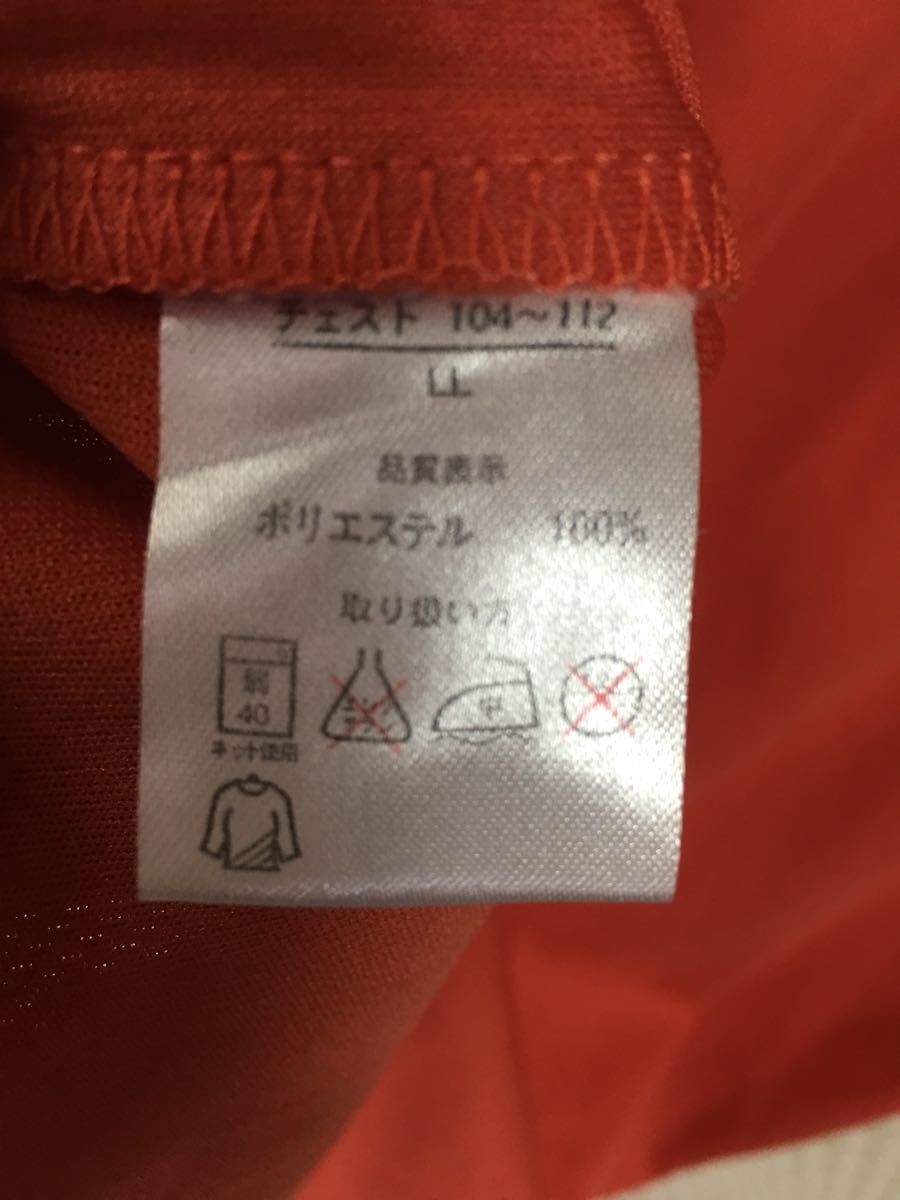 チェスト 104～112
LL
品質表示
ポリエステル 100%
取り扱い方
弱
40
中
ネット使用